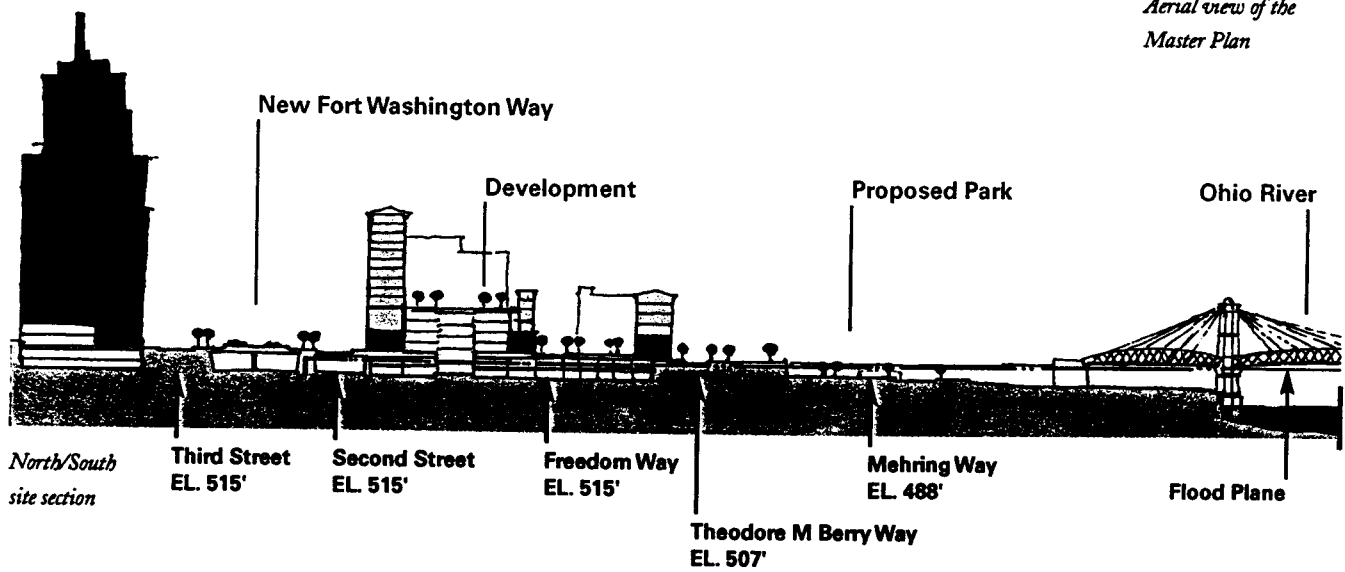 Aerial view of the
Master Plan
New Fort Washington Way
Development
Proposed Park
Ohio River
North/South
site section
Third Street
EL. 515'
Second Street
EL. 515'
Freedom Way
EL. 515'
Theodore M Berry Way
EL. 507'
Mehring Way
EL. 488'
Flood Plane